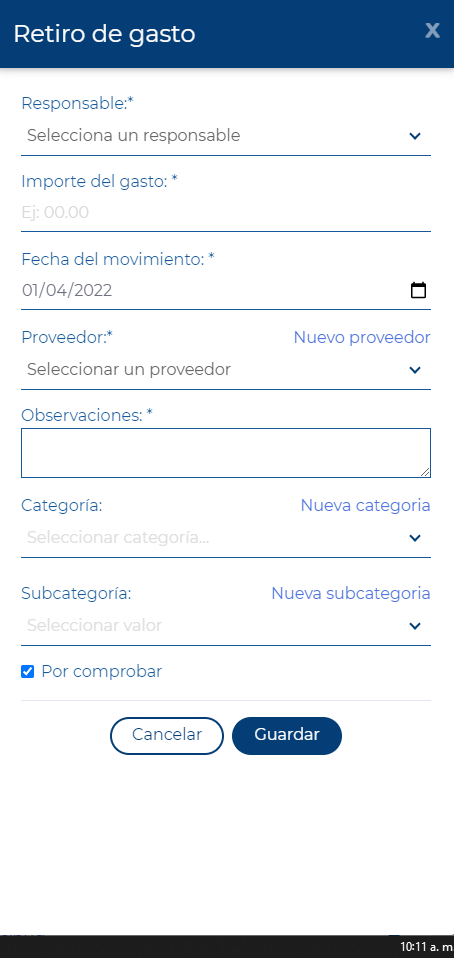 Retiro de gasto X
Responsable:*
Selecciona un responsable
Importe del gasto: *
Ej: 00.00
Fecha del movimiento: *
01/04/2022
Proveedor:* Nuevo proveedor
Seleccionar un proveedor
Observaciones: *
Categoría: Nueva categoria
Seleccionar categoría...
Subcategoría: Nueva subcategoria
Seleccionar valor
Por comprobar
Cancelar Guardar
10:11 a. m.